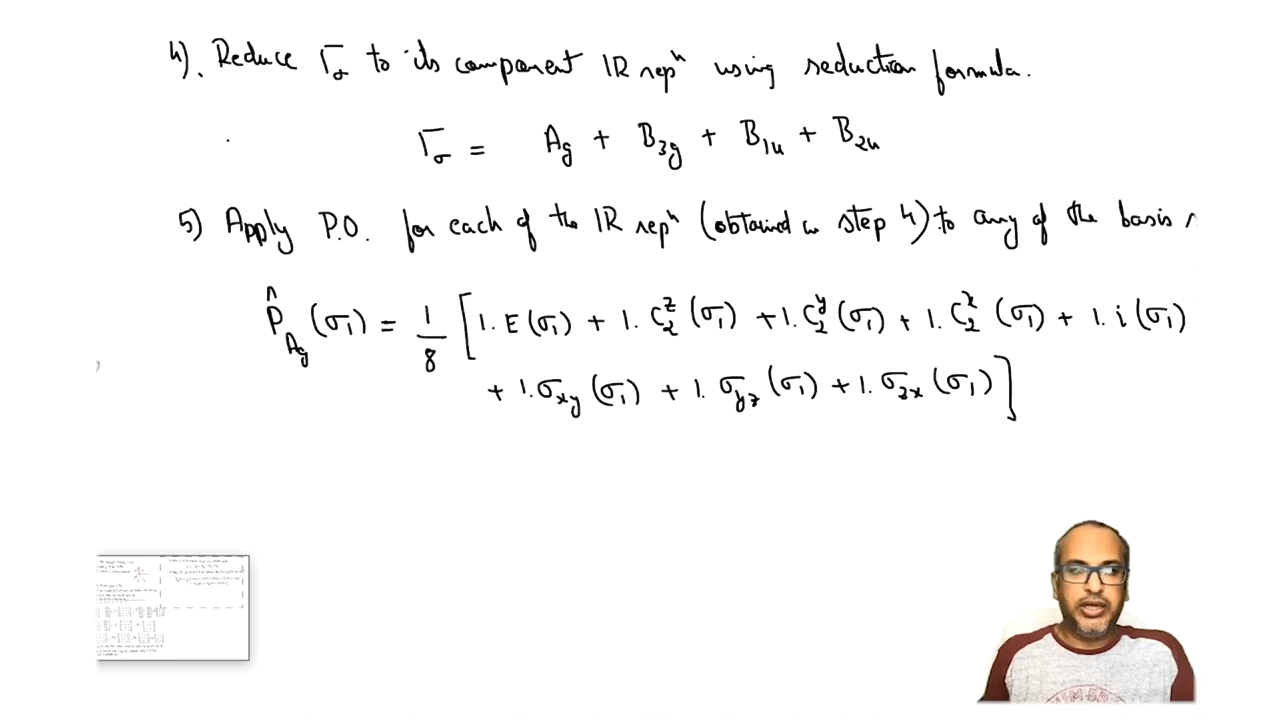 4). Reduce Γσ to its component IR repⁿ using reduction formula.
Γσ = Ag + B3g + B1u + B2u
5) Apply P.O. for each of the IR repⁿ (obtained in step 4) to any of the basis
P̂Ag (σ1) = 1/8 [1. E (σ1) + 1. C₂ᶻ (σ1) + 1. C₂ʸ (σ1) + 1. C₂ˣ (σ1) + 1. i (σ1)
+ 1. σxy (σ1) + 1. σyz (σ1) + 1. σzx (σ1)]